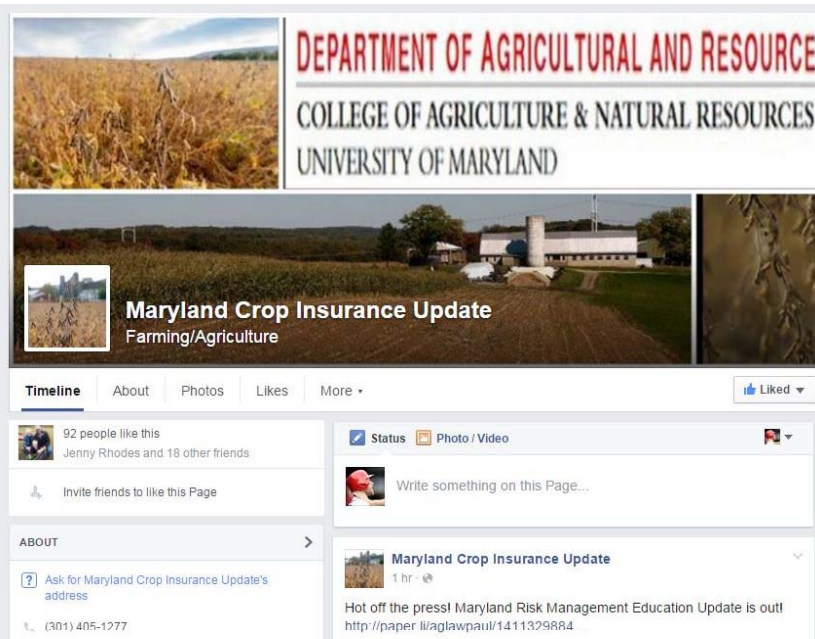 DEPARTMENT OF AGRICULTURAL AND RESOURCE
COLLEGE OF AGRICULTURE & NATURAL RESOURCES
UNIVERSITY OF MARYLAND
Maryland Crop Insurance Update
Farming/Agriculture
Timeline About Photos Likes More
Liked
92 people like this
Jenny Rhodes and 18 other friends
Invite friends to like this Page
ABOUT
? Ask for Maryland Crop Insurance Update's
address
(301) 405-1277
Status Photo / Video
Write something on this Page...
Maryland Crop Insurance Update
1 hr ·
Hot off the press! Maryland Risk Management Education Update is out!
http://paper.li/aglawpaul/1411329884...